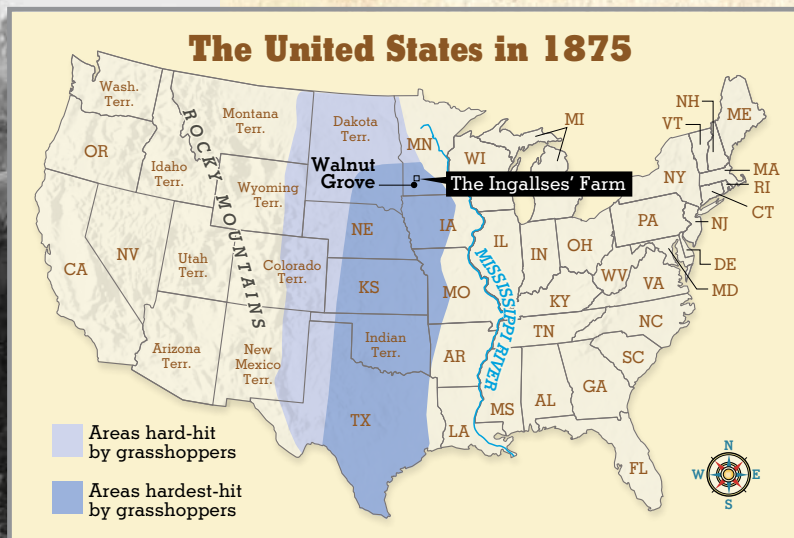 The United States in 1875
Wash.
Terr.
OR
Idaho
Terr.
Montana
Terr.
ROCKY MOUNTAINS
Wyoming
Terr.
Dakota
Terr.
MN
WI
MI
NH
VT
ME
NY
MA
RI
CT
NJ
PA
DE
MD
Walnut
Grove
The Ingallses' Farm
CA
NV
Utah
Terr.
Colorado
Terr.
NE
IA
IL
IN
OH
WV
VA
KS
MO
KY
NC
MISSISSIPPI RIVER
TN
SC
Arizona
Terr.
New
Mexico
Terr.
Indian
Terr.
AR
TX
LA
MS
AL
GA
FL
Areas hard-hit
by grasshoppers
Areas hardest-hit
by grasshoppers
N
W
E
S